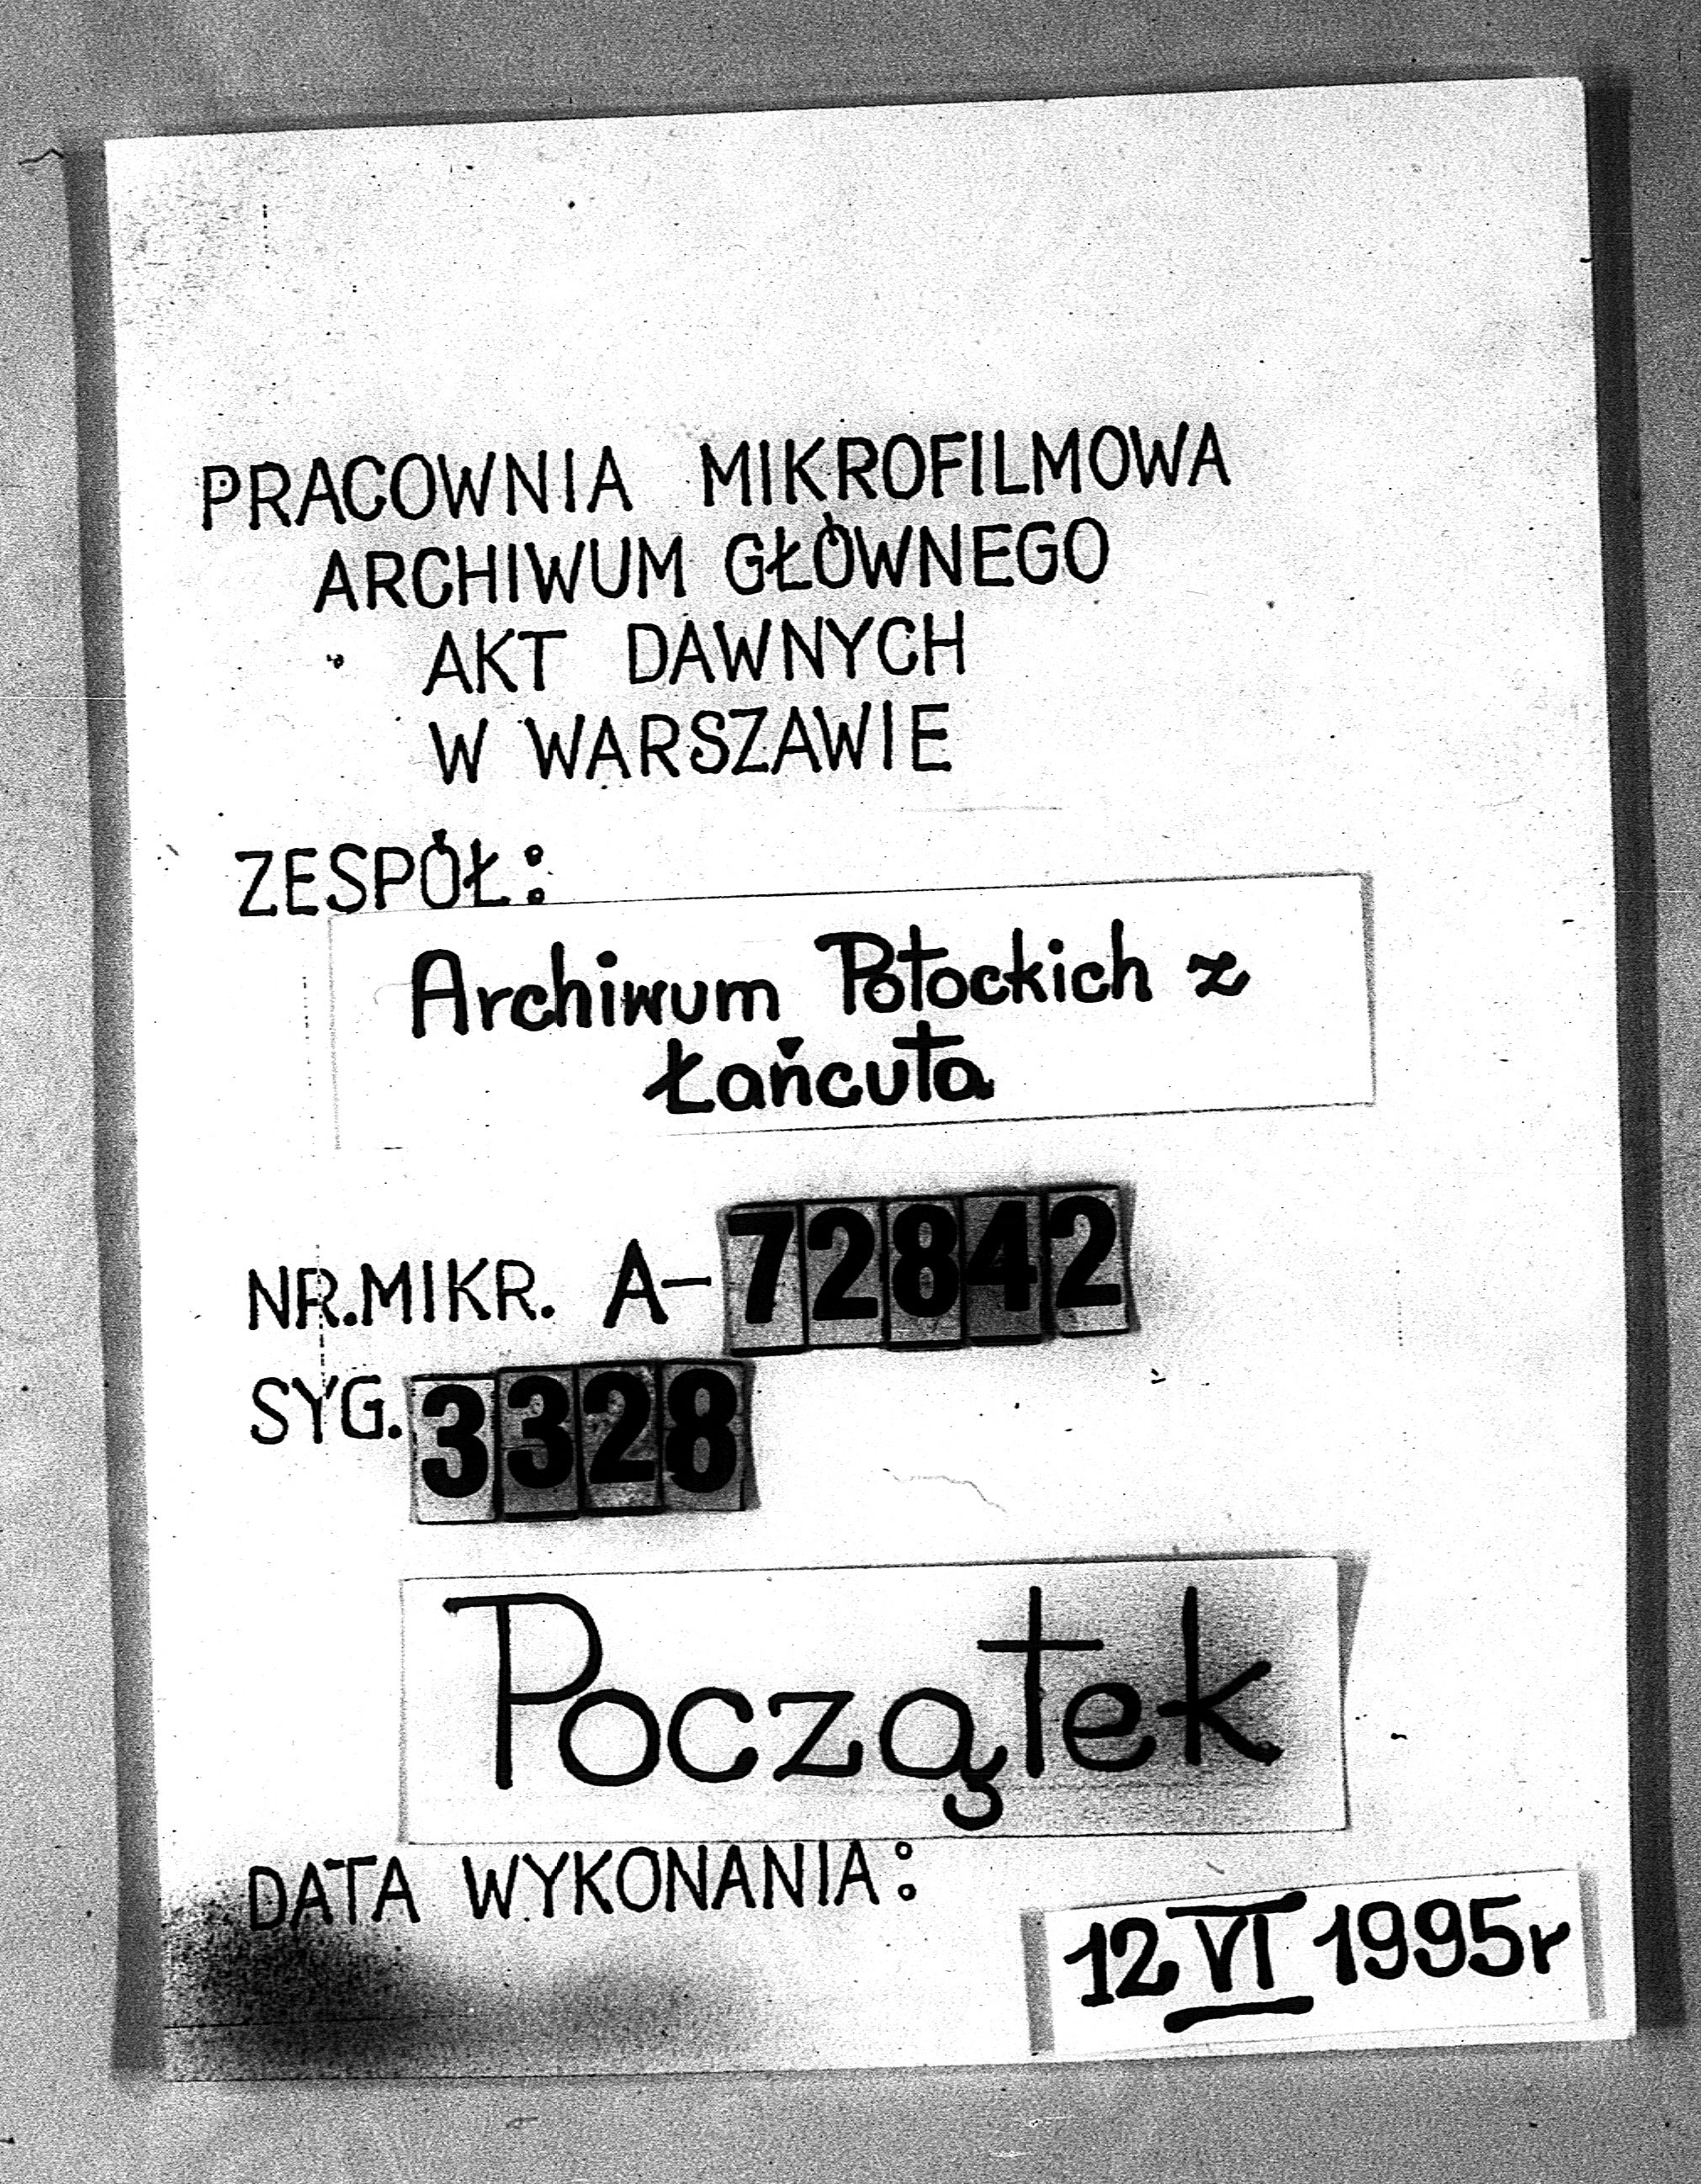 PRACOWNIA MIKROFILMOWA
ARCHIWUM GŁÓWNEGO
AKT DAWNYCH
W WARSZAWIE
ZESPÓŁ:
Archiwum Potockich z
Łańcuta
NR.MIKR. A-72842
SYG. 3328
Początek
DATA WYKONANIA:
12 VI 1995r